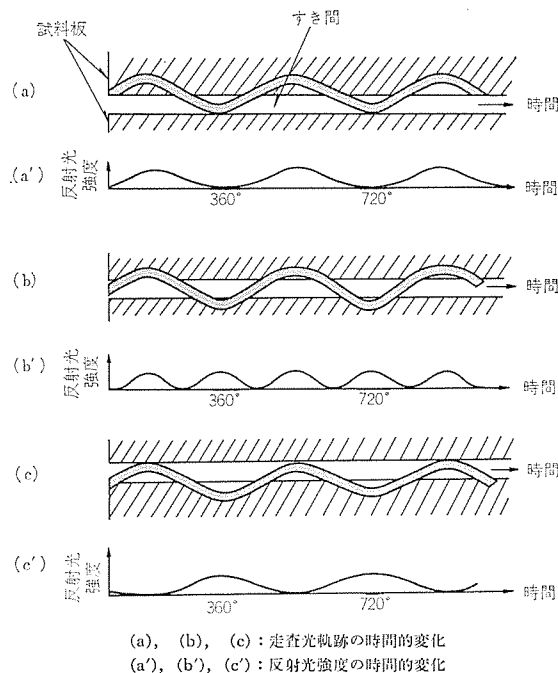 試料板
すき間
(a)
時間
(a′)
反射光
強度
360°
720°
時間
(b)
時間
(b′)
反射光
強度
360°
720°
時間
(c)
時間
(c′)
反射光
強度
360°
720°
時間
(a), (b), (c)：走査光軌跡の時間的変化
(a′), (b′), (c′)：反射光強度の時間的変化